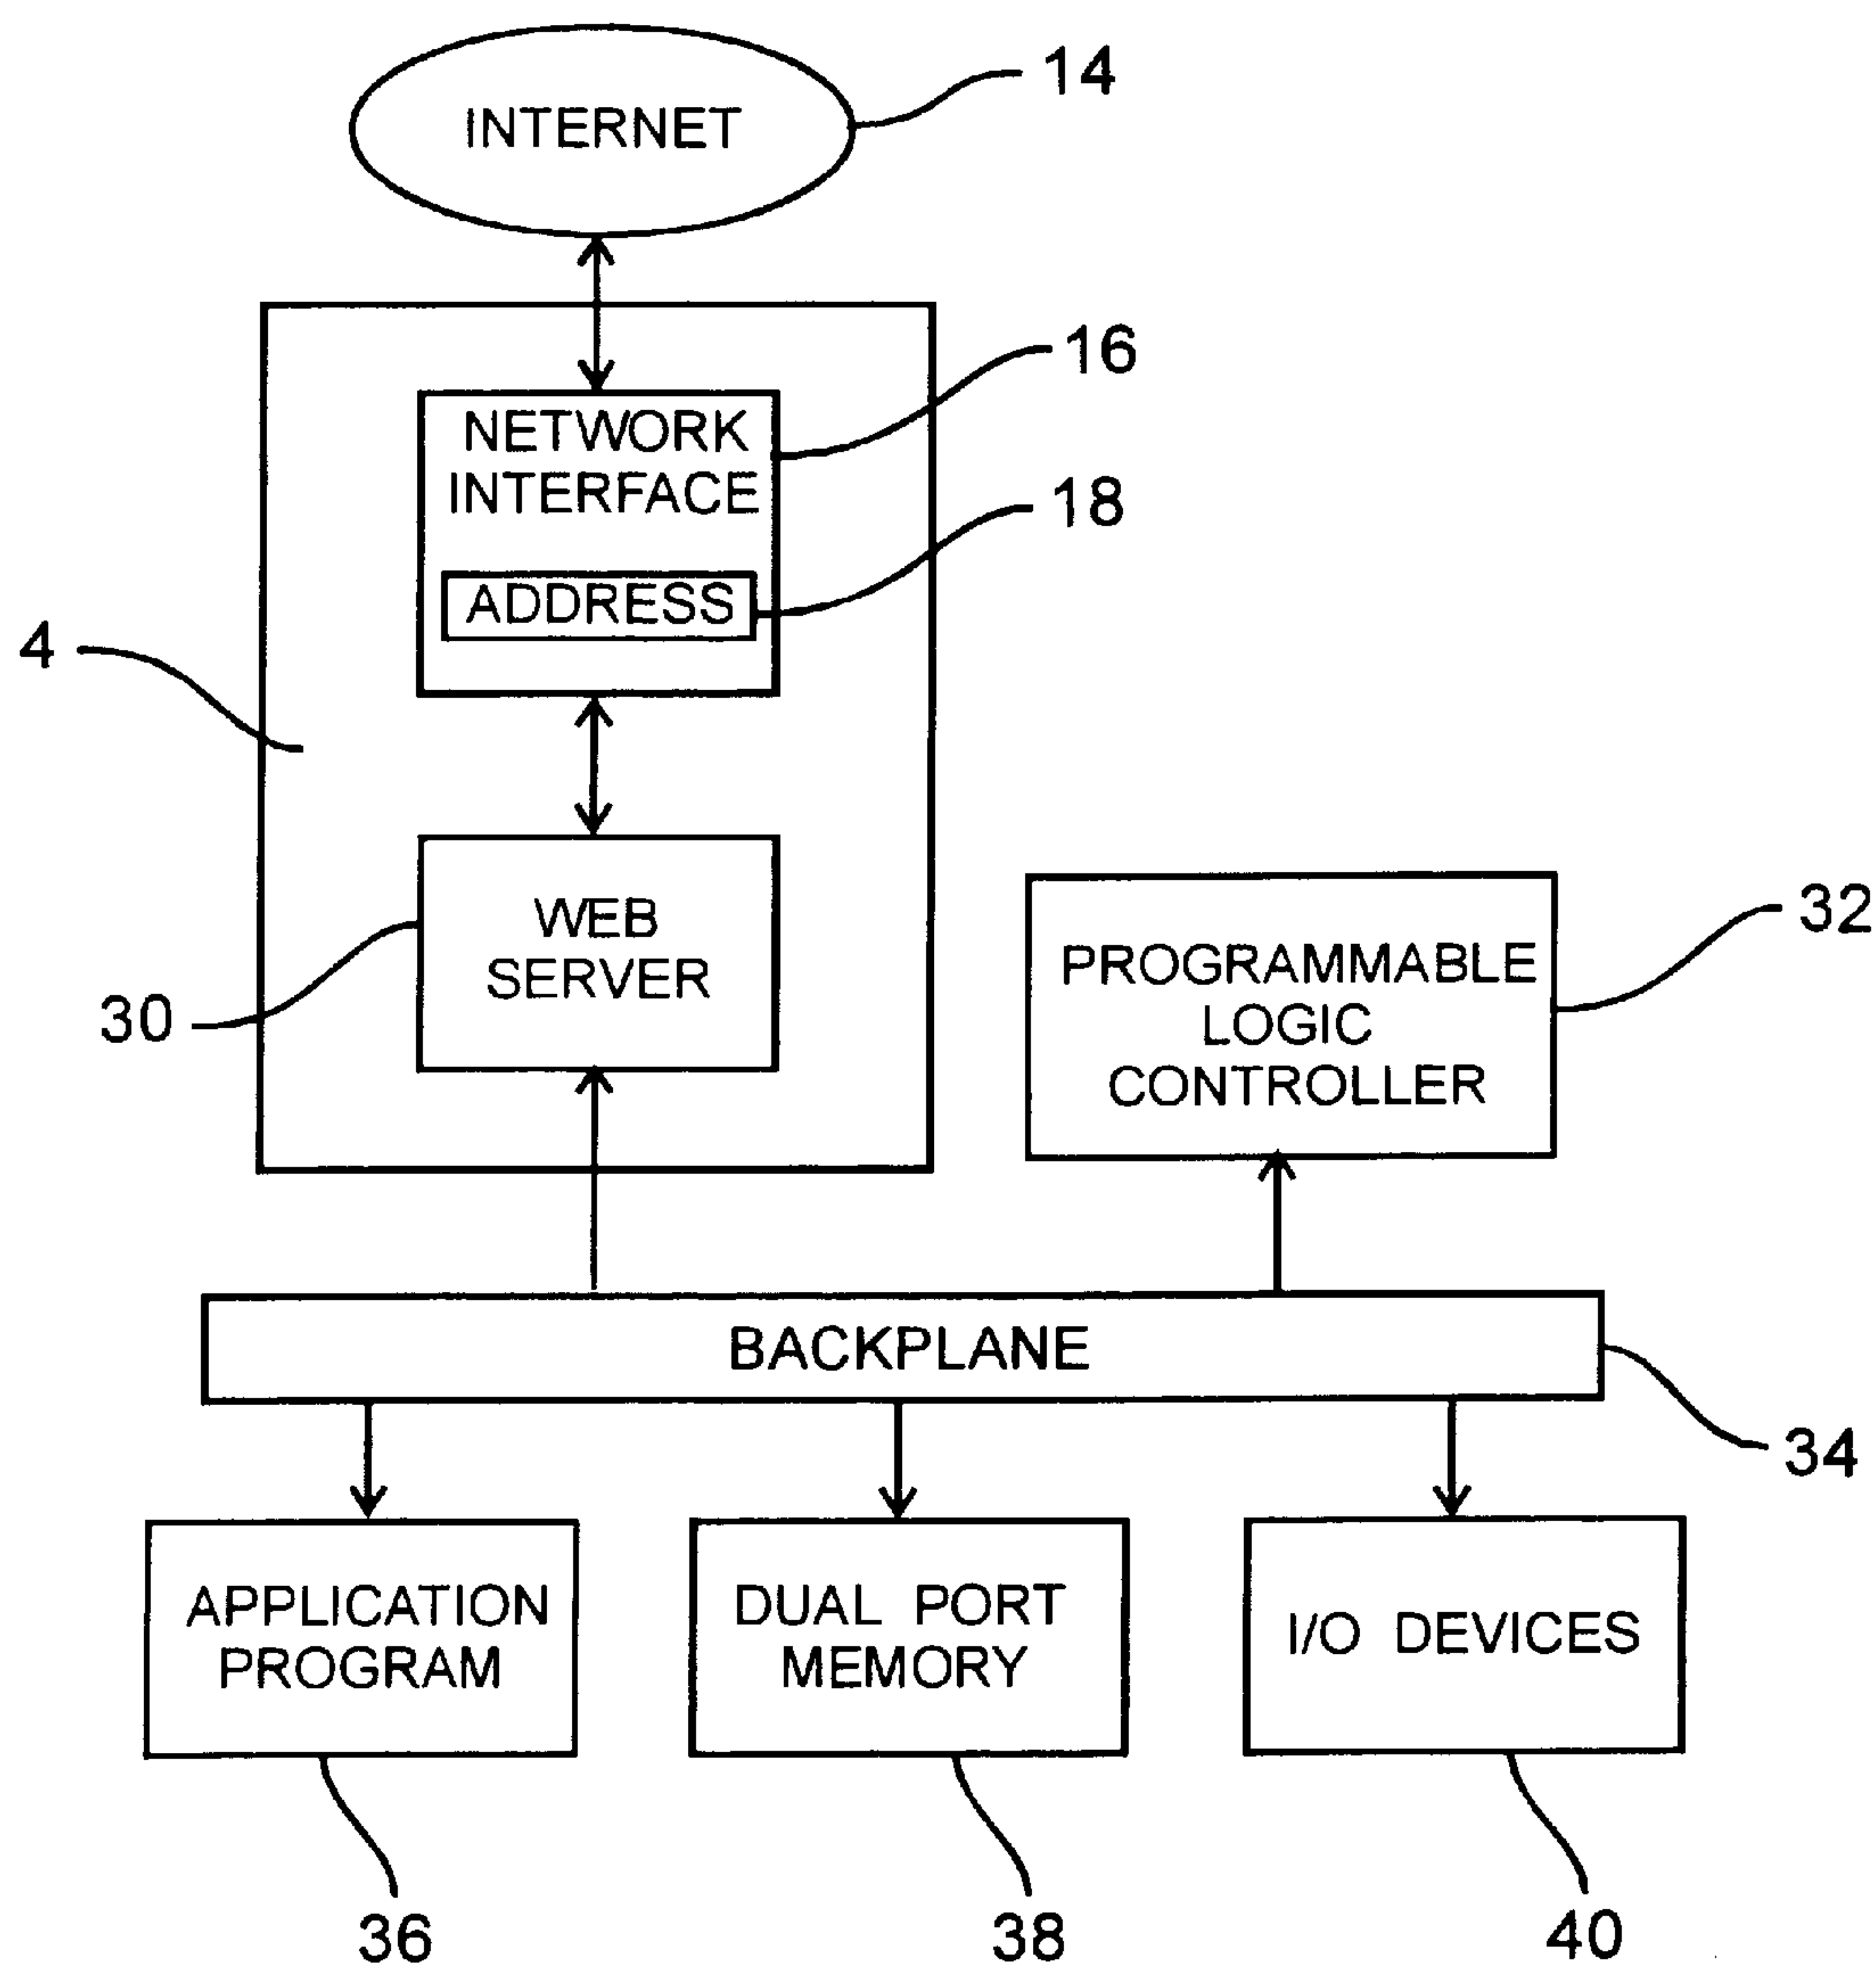 INTERNET
14
NETWORK
INTERFACE
16
ADDRESS
18
4
WEB
SERVER
30
PROGRAMMABLE
LOGIC
CONTROLLER
32
BACKPLANE
34
APPLICATION
PROGRAM
DUAL PORT
MEMORY
I/O DEVICES
36
38
40